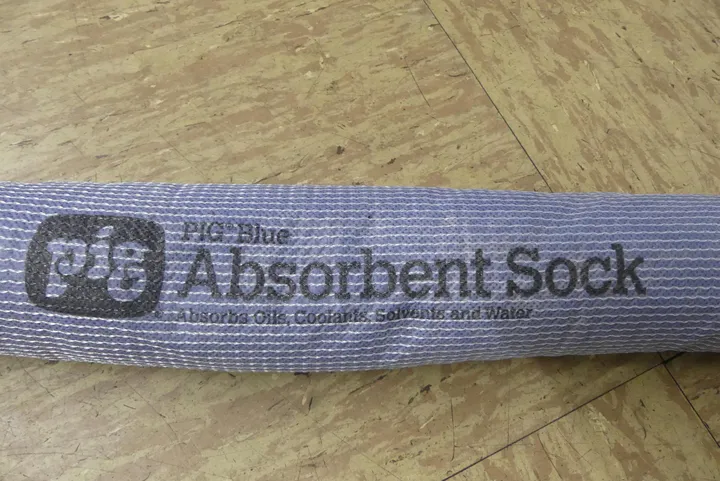 pig®
PIG® Blue
Absorbent Sock
Absorbs Oils, Coolants, Solvents and Water